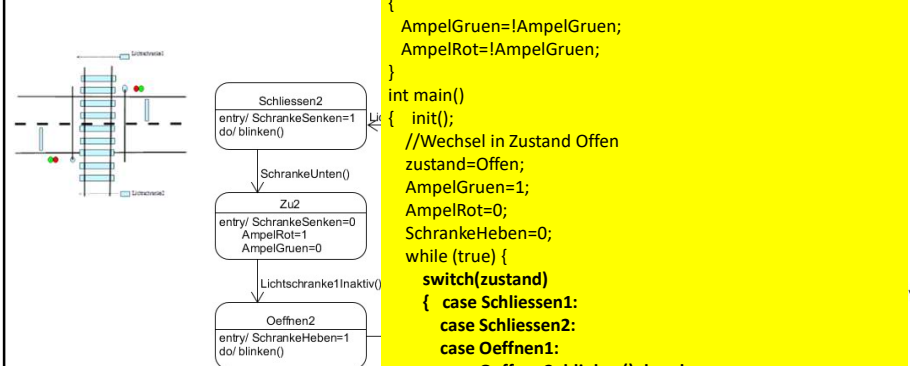 Schliessen2
entry/ SchrankeSenken=1
do/ blinken()
SchrankeUnten()
Zu2
entry/ SchrankeSenken=0
AmpelRot=1
AmpelGruen=0
Lichtschranke1Inaktiv()
Oeffnen2
entry/ SchrankeHeben=1
do/ blinken()
{
AmpelGruen=!AmpelGruen;
AmpelRot=!AmpelGruen;
}
int main()
{ init();
//Wechsel in Zustand Offen
zustand=Offen;
AmpelGruen=1;
AmpelRot=0;
SchrankeHeben=0;
while (true) {
switch(zustand)
{ case Schliessen1:
case Schliessen2:
case Oeffnen1: